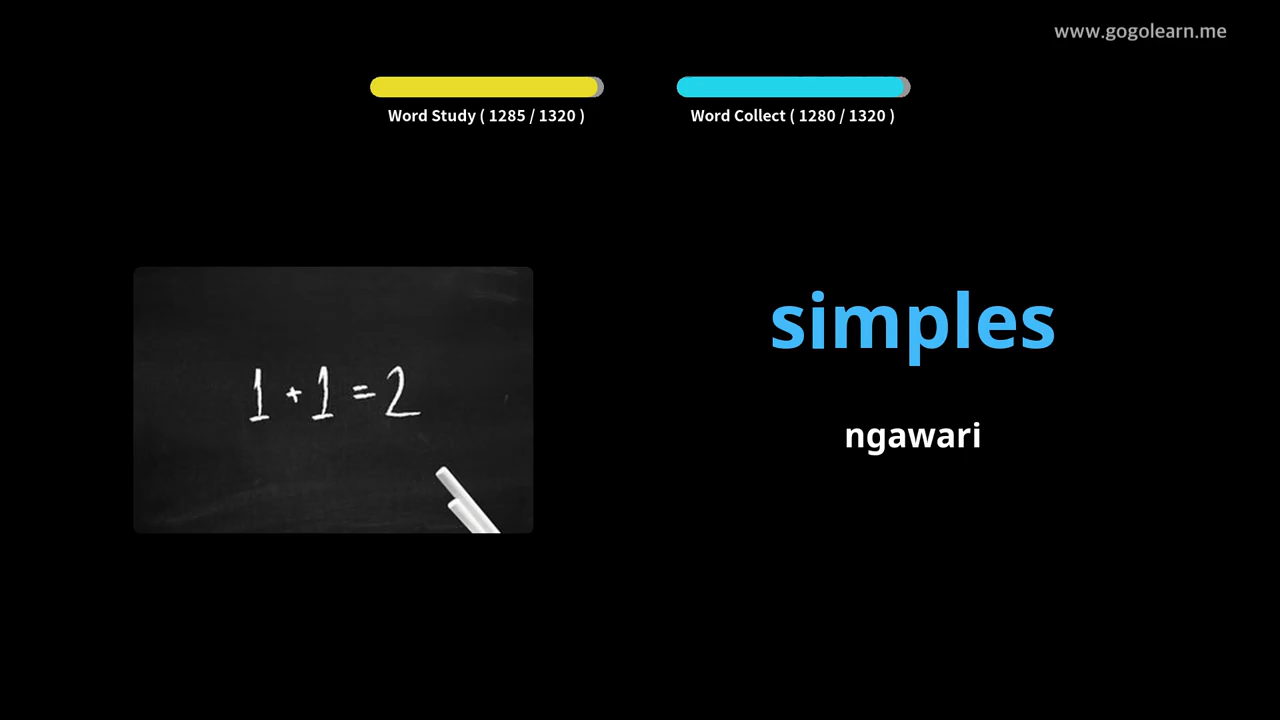 www.gogolearn.me
Word Study ( 1285 / 1320 )
Word Collect ( 1280 / 1320 )
1 + 1 = 2
simples
ngawari